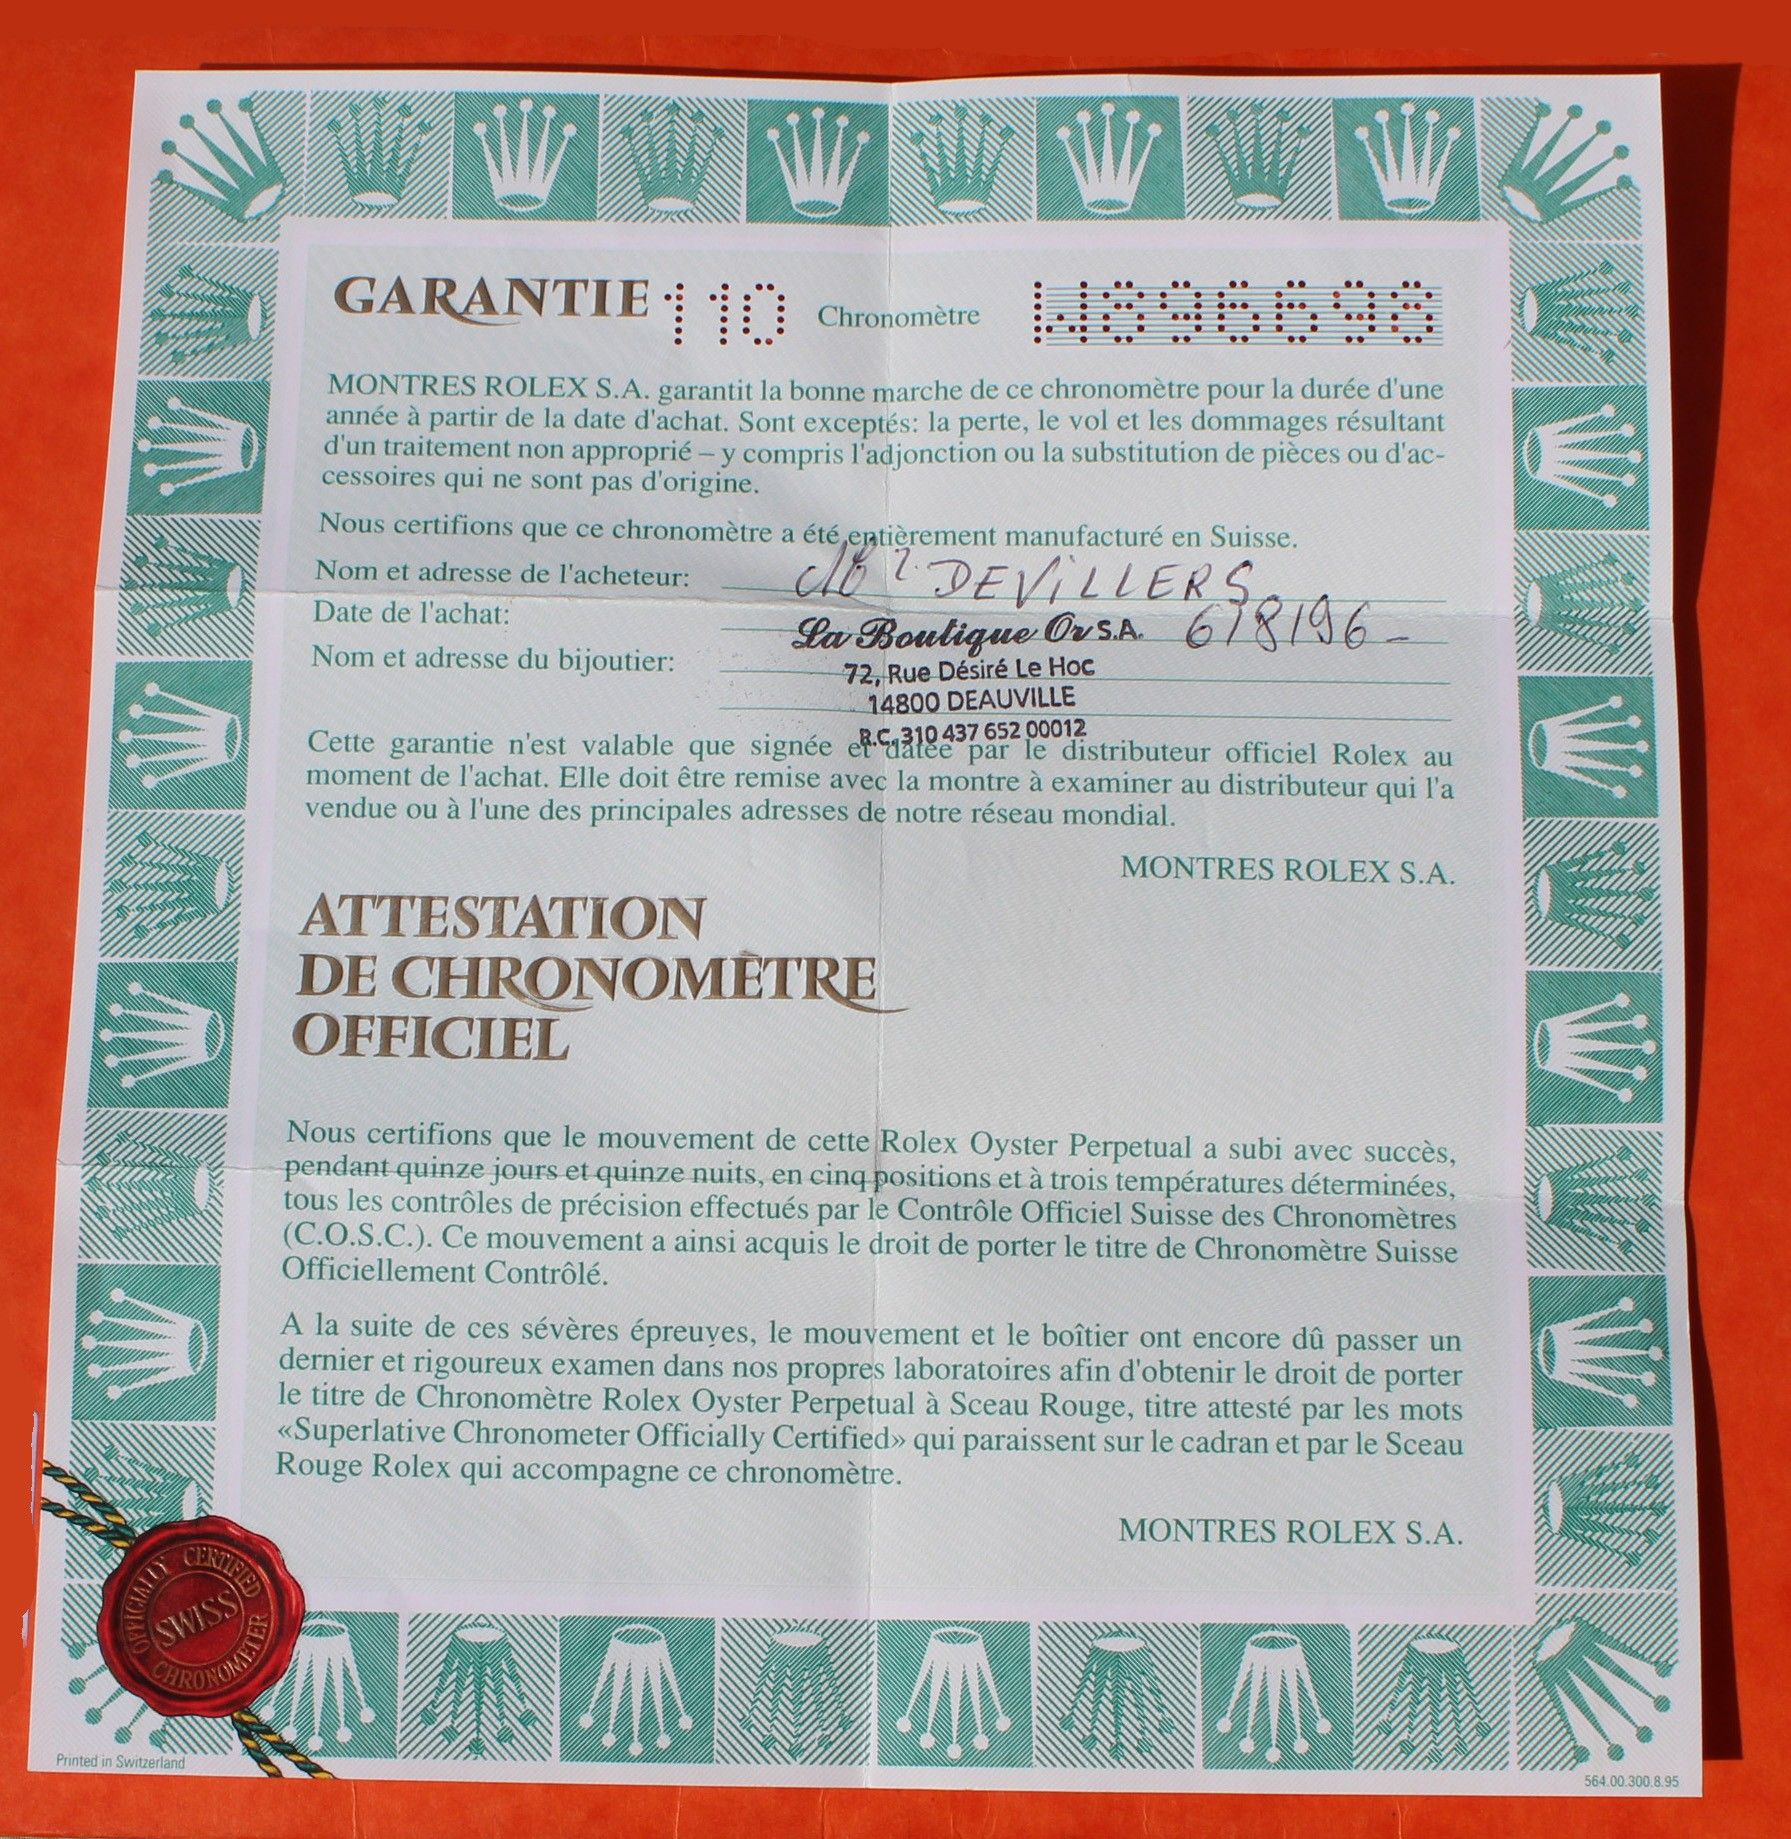 GARANTIE 110 Chronomètre
MONTRES ROLEX S.A. garantit la bonne marche de ce chronomètre pour la durée d'une
année à partir de la date d'achat. Sont exceptés: la perte, le vol et les dommages résultant
d'un traitement non approprié – y compris l'adjonction ou la substitution de pièces ou d'ac-
cessoires qui ne sont pas d'origine.
Nous certifions que ce chronomètre a été entièrement manufacturé en Suisse.
Nom et adresse de l'acheteur: DEVILLERS
Date de l'achat: 6/8/96-
Nom et adresse du bijoutier:
La Boutique Or S.A.
72, Rue Désiré Le Hoc
14800 DEAUVILLE
R.C. 310 437 652 00012
Cette garantie n'est valable que signée et datée par le distributeur officiel Rolex au
moment de l'achat. Elle doit être remise avec la montre à examiner au distributeur qui l'a
vendue ou à l'une des principales adresses de notre réseau mondial.
MONTRES ROLEX S.A.
ATTESTATION
DE CHRONOMÈTRE
OFFICIEL
Nous certifions que le mouvement de cette Rolex Oyster Perpetual a subi avec succès,
pendant quinze jours et quinze nuits, en cinq positions et à trois températures déterminées,
tous les contrôles de précision effectués par le Contrôle Officiel Suisse des Chronomètres
(C.O.S.C.). Ce mouvement a ainsi acquis le droit de porter le titre de Chronomètre Suisse
Officiellement Contrôlé.
A la suite de ces sévères épreuves, le mouvement et le boîtier ont encore dû passer un
dernier et rigoureux examen dans nos propres laboratoires afin d'obtenir le droit de porter
le titre de Chronomètre Rolex Oyster Perpetual à Sceau Rouge, titre attesté par les mots
«Superlative Chronometer Officially Certified» qui paraissent sur le cadran et par le Sceau
Rouge Rolex qui accompagne ce chronomètre.
MONTRES ROLEX S.A.
OFFICIALLY CERTIFIED
SWISS
CHRONOMETER
Printed in Switzerland
564.00.300.8.95